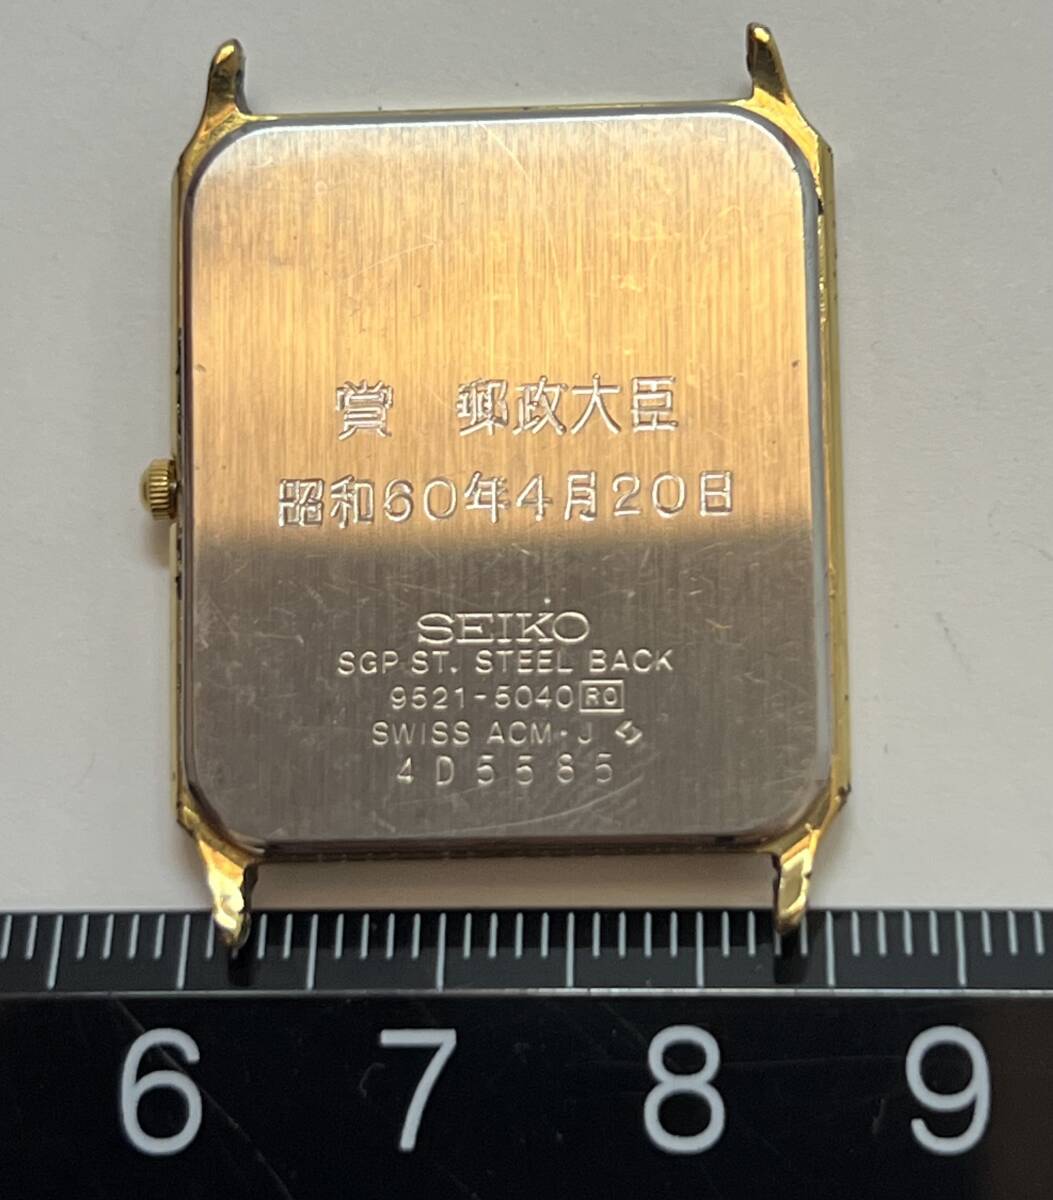 賞 郵政大臣
昭和60年4月20日
SEIKO
SGP ST. STEEL BACK
9521-5040 R0
SWISS ACM-J
4D5585
6 7 8 9